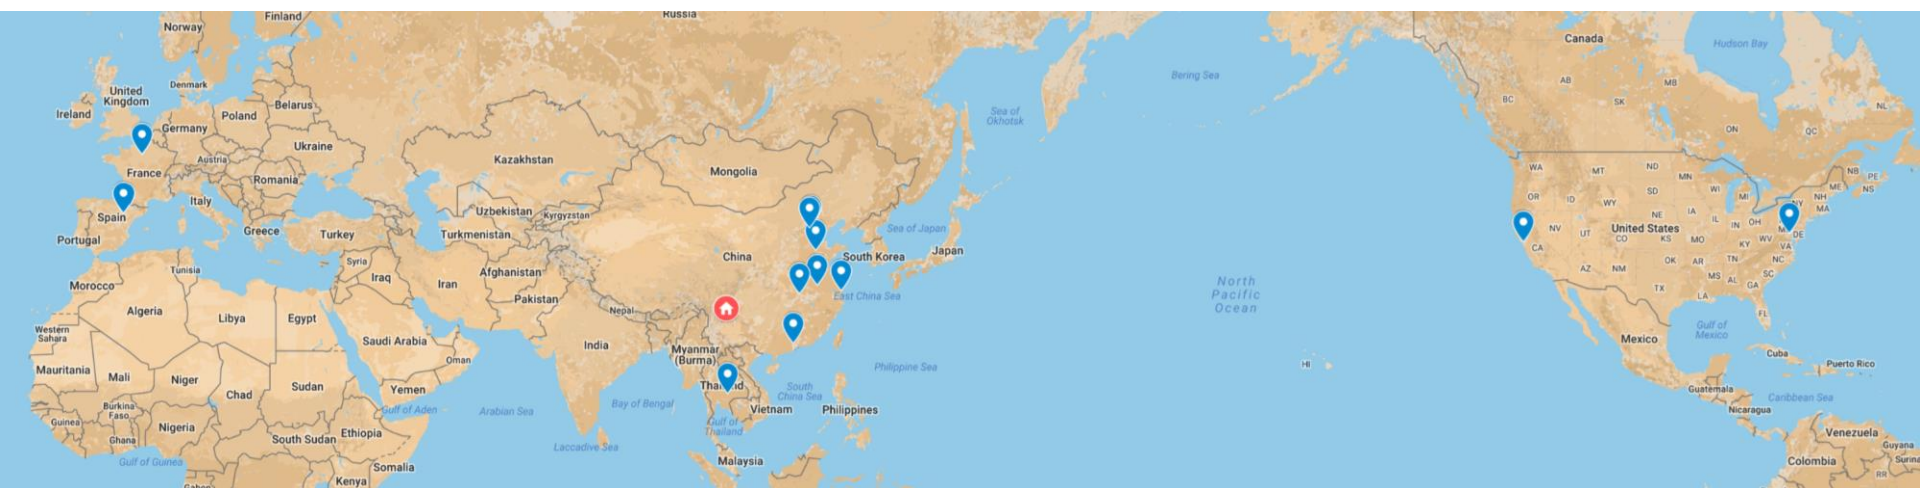 Finland
Russia
Norway
Canada
Hudson Bay
Bering Sea
Denmark
United
Kingdom
Ireland
Belarus
Poland
Germany
Sea of
Okhotsk
AB
MB
SK
BC
NL
ON
QC
Ukraine
Austria
France
Romania
Kazakhstan
Mongolia
WA
MT
ND
MN
NB
PE
NS
ME
NH
Italy
Spain
Portugal
Greece
Turkey
Uzbekistan
Kyrgyzstan
Turkmenistan
Sea of Japan
Japan
South Korea
China
OR
ID
WY
SD
WI
MI
NY
MA
NE
IA
IL
IN
OH
DE
NV
UT
United States
CO
KS
MO
KY
WV
VA
CA
Syria
Iraq
Iran
Afghanistan
Pakistan
Tunisia
Morocco
AZ
NM
OK
AR
TN
NC
SC
MS
AL
GA
TX
LA
FL
North
Pacific
Ocean
East China Sea
Algeria
Libya
Egypt
Western
Sahara
Saudi Arabia
Oman
Nepal
India
Myanmar
(Burma)
Gulf of
Mexico
Mexico
Cuba
Puerto Rico
HI
Philippine Sea
Mauritania
Mali
Niger
Chad
Sudan
Yemen
Gulf of Aden
Arabian Sea
Bay of Bengal
South
China Sea
Vietnam
Philippines
Guatemala
Nicaragua
Caribbean Sea
Burkina
Faso
Guinea
Ghana
Nigeria
South Sudan
Ethiopia
Gulf of
Thailand
Laccadive Sea
Gulf of Guinea
Somalia
Kenya
Malaysia
Venezuela
Guyana
Colombia
RR